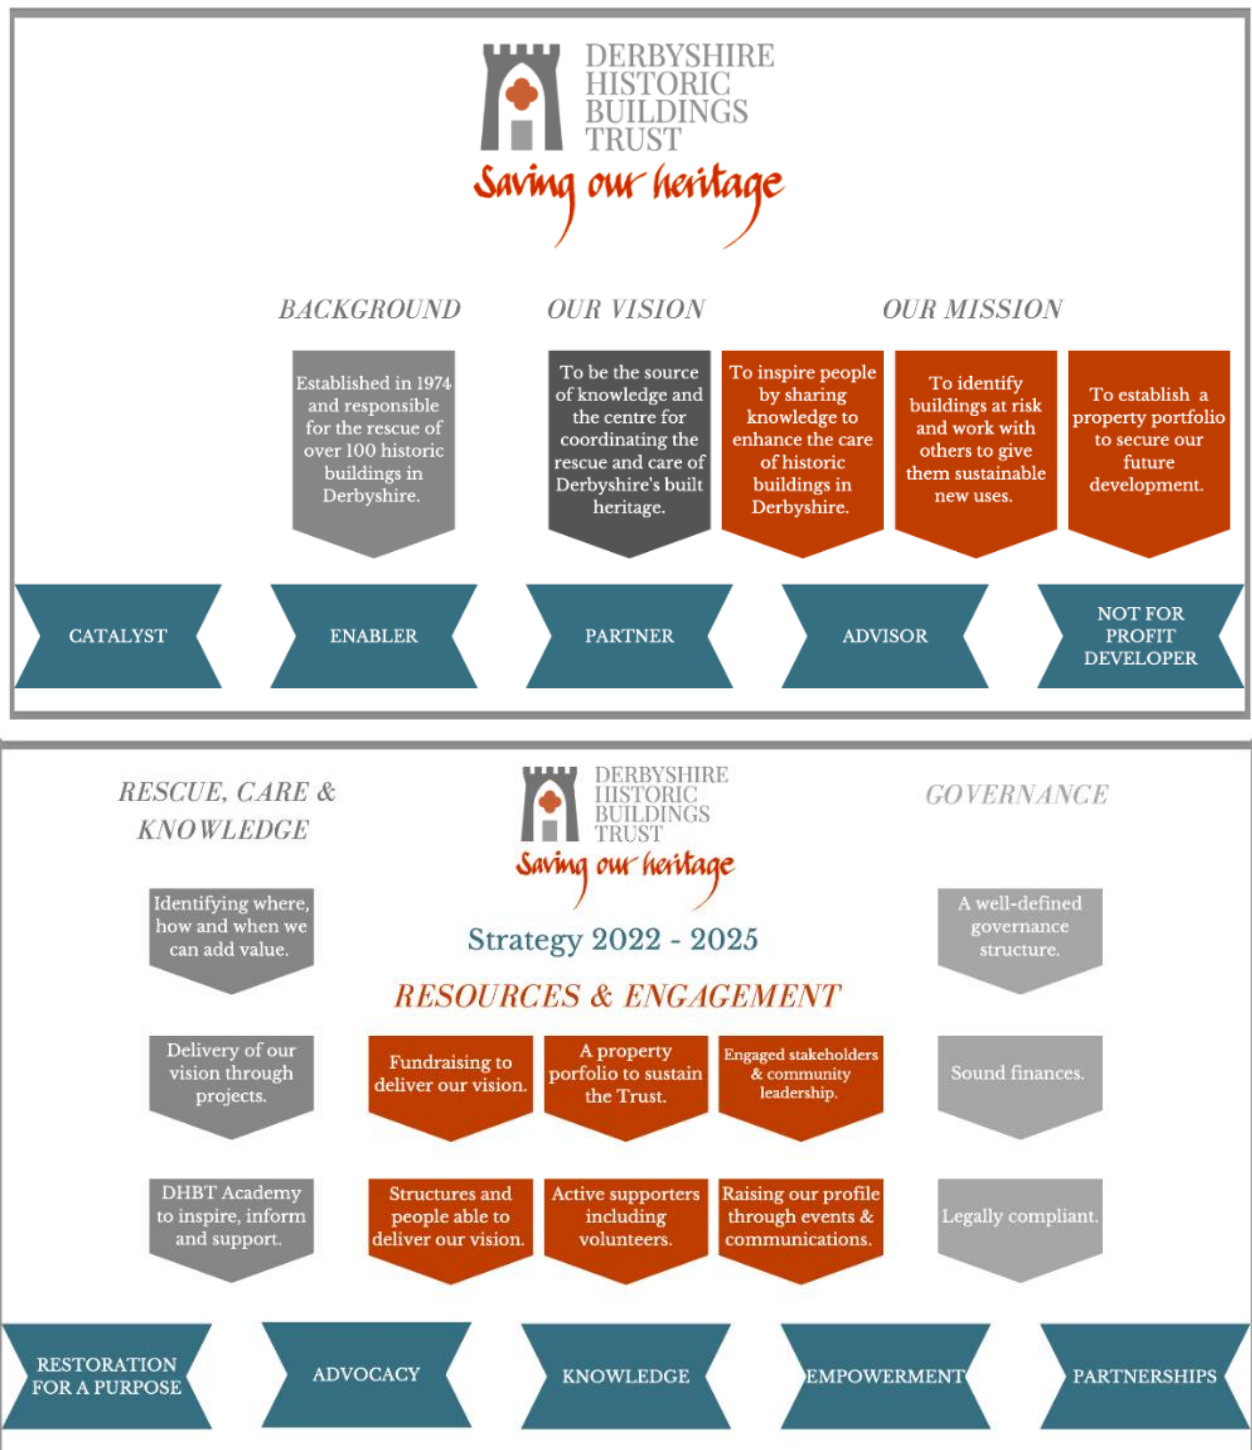 DERBYSHIRE
HISTORIC
BUILDINGS
TRUST
Saving our heritage
BACKGROUND
Established in 1974
and responsible
for the rescue of
over 100 historic
buildings in
Derbyshire.
OUR VISION
To be the source
of knowledge and
the centre for
coordinating the
rescue and care of
Derbyshire's built
heritage.
OUR MISSION
To inspire people
by sharing
knowledge to
enhance the care
of historic
buildings in
Derbyshire.
To identify
buildings at risk
and work with
others to give
them sustainable
new uses.
To establish a
property portfolio
to secure our
future
development.
CATALYST
ENABLER
PARTNER
ADVISOR
NOT FOR
PROFIT
DEVELOPER
DERBYSHIRE
HISTORIC
BUILDINGS
TRUST
Saving our heritage
Strategy 2022 - 2025
RESCUE, CARE &
KNOWLEDGE
Identifying where,
how and when we
can add value.
Delivery of our
vision through
projects.
DHBT Academy
to inspire, inform
and support.
RESOURCES & ENGAGEMENT
Fundraising to
deliver our vision.
A property
porfolio to sustain
the Trust.
Engaged stakeholders
& community
leadership.
Structures and
people able to
deliver our vision.
Active supporters
including
volunteers.
Raising our profile
through events &
communications.
GOVERNANCE
A well-defined
governance
structure.
Sound finances.
Legally compliant.
RESTORATION
FOR A PURPOSE
ADVOCACY
KNOWLEDGE
EMPOWERMENT
PARTNERSHIPS